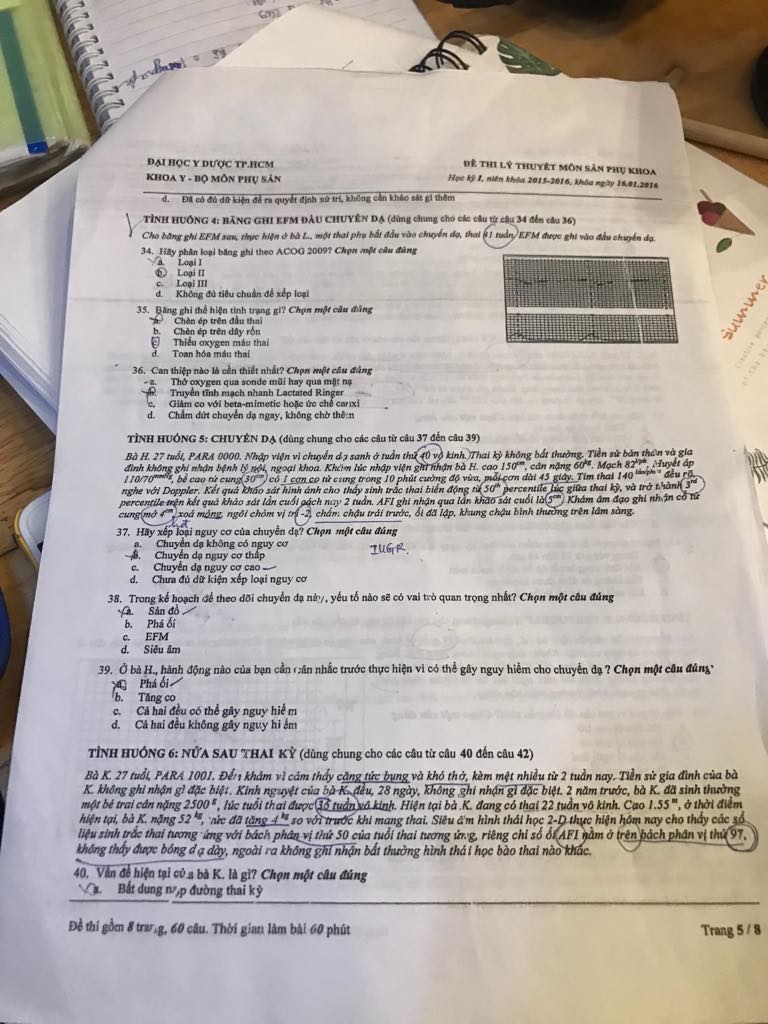 ĐẠI HỌC Y DƯỢC TP.HCM
KHOA Y - BỘ MÔN PHỤ SẢN
ĐỀ THI LÝ THUYẾT MÔN SẢN PHỤ KHOA
Học kỳ I, niên khóa 2015-2016, khóa ngày 16.01.2016
d. Đã có đủ dữ kiện để ra quyết định xử trí, không cần khảo sát gì thêm
TÌNH HUỐNG 4: BĂNG GHI EFM ĐẦU CHUYỂN DẠ (dùng chung cho các câu từ câu 34 đến câu 36)
Cho băng ghi EFM sau, thực hiện ở bà L., một thai phụ bắt đầu vào chuyển dạ, thai 41 tuần, EFM được ghi vào đầu chuyển dạ.
34. Hãy phân loại băng ghi theo ACOG 2009? Chọn một câu đúng
a. Loại I
b. Loại II
c. Loại III
d. Không đủ tiêu chuẩn để xếp loại
35. Băng ghi thể hiện tình trạng gì? Chọn một câu đúng
a. Chèn ép trên đầu thai
b. Chèn ép trên dây rốn
c. Thiếu oxygen máu thai
d. Toan hóa máu thai
36. Can thiệp nào là cần thiết nhất? Chọn một câu đúng
a. Thở oxygen qua sonde mũi hay qua mặt nạ
b. Truyền tĩnh mạch nhanh Lactated Ringer
c. Giảm co với beta-mimetic hoặc ức chế canxi
d. Chấm dứt chuyển dạ ngay, không chờ thêm
TÌNH HUỐNG 5: CHUYỂN DẠ (dùng chung cho các câu từ câu 37 đến câu 39)
Bà H. 27 tuổi, PARA 0000. Nhập viện vì chuyển dạ sanh ở tuần thứ 40 vô kinh. Thai kỳ không bất thường. Tiền sử bản thân và gia
đình không ghi nhận bệnh lý nội, ngoại khoa. Khám lúc nhập viện ghi nhận bà H. cao 150cm, cân nặng 60kg. Mạch 82l/ph, Huyết áp
110/70mmHg, bề cao tử cung 30cm có 1 cơn co tử cung trong 10 phút cường độ vừa, mỗi cơn dài 45 giây. Tim thai 140 lần/phút đều rõ,
nghe với Doppler. Kết quả khảo sát hình ảnh cho thấy sinh trắc thai biến động từ 50th percentile lúc giữa thai kỳ, và trở thành 3rd
percentile trên kết quả khảo sát lần cuối cách nay 2 tuần. AFI ghi nhận qua lần khảo sát cuối là 5cm. Khám âm đạo ghi nhận cổ tử
cung mở 4cm, xoá mỏng, ngôi chỏm vị trí -2, chẩm chậu trái trước, ối đã lập, khung chậu bình thường trên lâm sàng.
37. Hãy xếp loại nguy cơ của chuyển dạ? Chọn một câu đúng
a. Chuyển dạ không có nguy cơ
b. Chuyển dạ nguy cơ thấp
c. Chuyển dạ nguy cơ cao
d. Chưa đủ dữ kiện xếp loại nguy cơ
IUGR.
38. Trong kế hoạch để theo dõi chuyển dạ này, yếu tố nào sẽ có vai trò quan trọng nhất? Chọn một câu đúng
a. Sản đồ
b. Phá ối
c. EFM
d. Siêu âm
39. Ở bà H., hành động nào của bạn cần cân nhắc trước thực hiện vì có thể gây nguy hiểm cho chuyển dạ ? Chọn một câu đúng
a. Phá ối
b. Tăng co
c. Cả hai đều có thể gây nguy hiểm
d. Cả hai đều không gây nguy hiểm
TÌNH HUỐNG 6: NỬA SAU THAI KỲ (dùng chung cho các câu từ câu 40 đến câu 42)
Bà K. 27 tuổi, PARA 1001. Đến khám vì cảm thấy căng tức bụng và khó thở, kèm mệt nhiều từ 2 tuần nay. Tiền sử gia đình của bà
K. không ghi nhận gì đặc biệt. Kinh nguyệt của bà K. đều, 28 ngày, không ghi nhận gì đặc biệt. 2 năm trước, bà K. đã sinh thường
một bé trai cân nặng 2500 g, lúc tuổi thai được 36 tuần vô kinh. Hiện tại bà K. đang có thai 22 tuần vô kinh. Cao 1.55 m, ở thời điểm
hiện tại, bà K. nặng 52 kg, tức đã tăng 4 kg so với trước khi mang thai. Siêu âm hình thái học 2-D thực hiện hôm nay cho thấy các số
liệu sinh trắc thai tương ứng với bách phân vị thứ 50 của tuổi thai tương ứng, riêng chỉ số ối AFI nằm ở trên bách phân vị thứ 97,
không thấy được bóng dạ dày, ngoài ra không ghi nhận bất thường hình thái học bào thai nào khác.
40. Vấn đề hiện tại của bà K. là gì? Chọn một câu đúng
a. Bất dung nạp đường thai kỳ
Đề thi gồm 8 trang, 60 câu. Thời gian làm bài 60 phút
Trang 5 / 8
summer